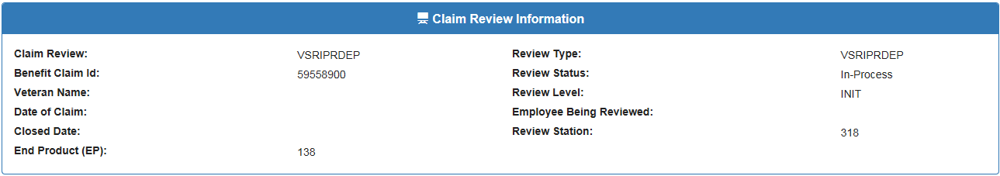 Claim Review Information
Claim Review: VSRIPRDEP Review Type: VSRIPRDEP
Benefit Claim Id: 59558900 Review Status: In-Process
Veteran Name: Review Level: INIT
Date of Claim: Employee Being Reviewed:
Closed Date: Review Station: 318
End Product (EP): 138